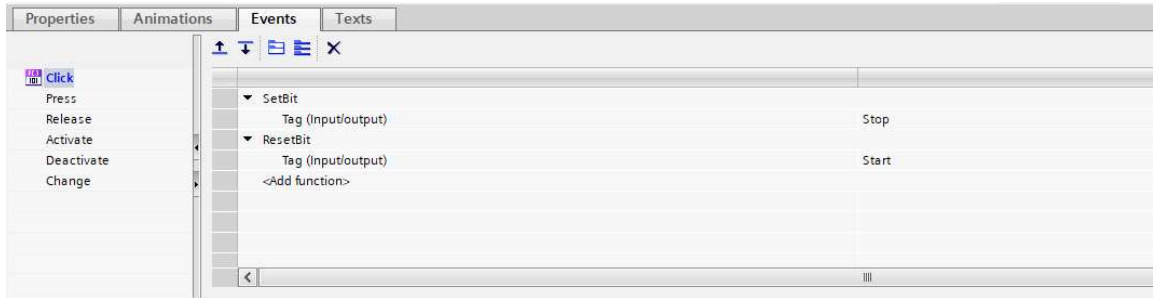 Properties Animations Events Texts
Click
Press
SetBit
Release
Tag (Input/output) Stop
Activate
ResetBit
Deactivate
Tag (Input/output) Start
Change
<Add function>